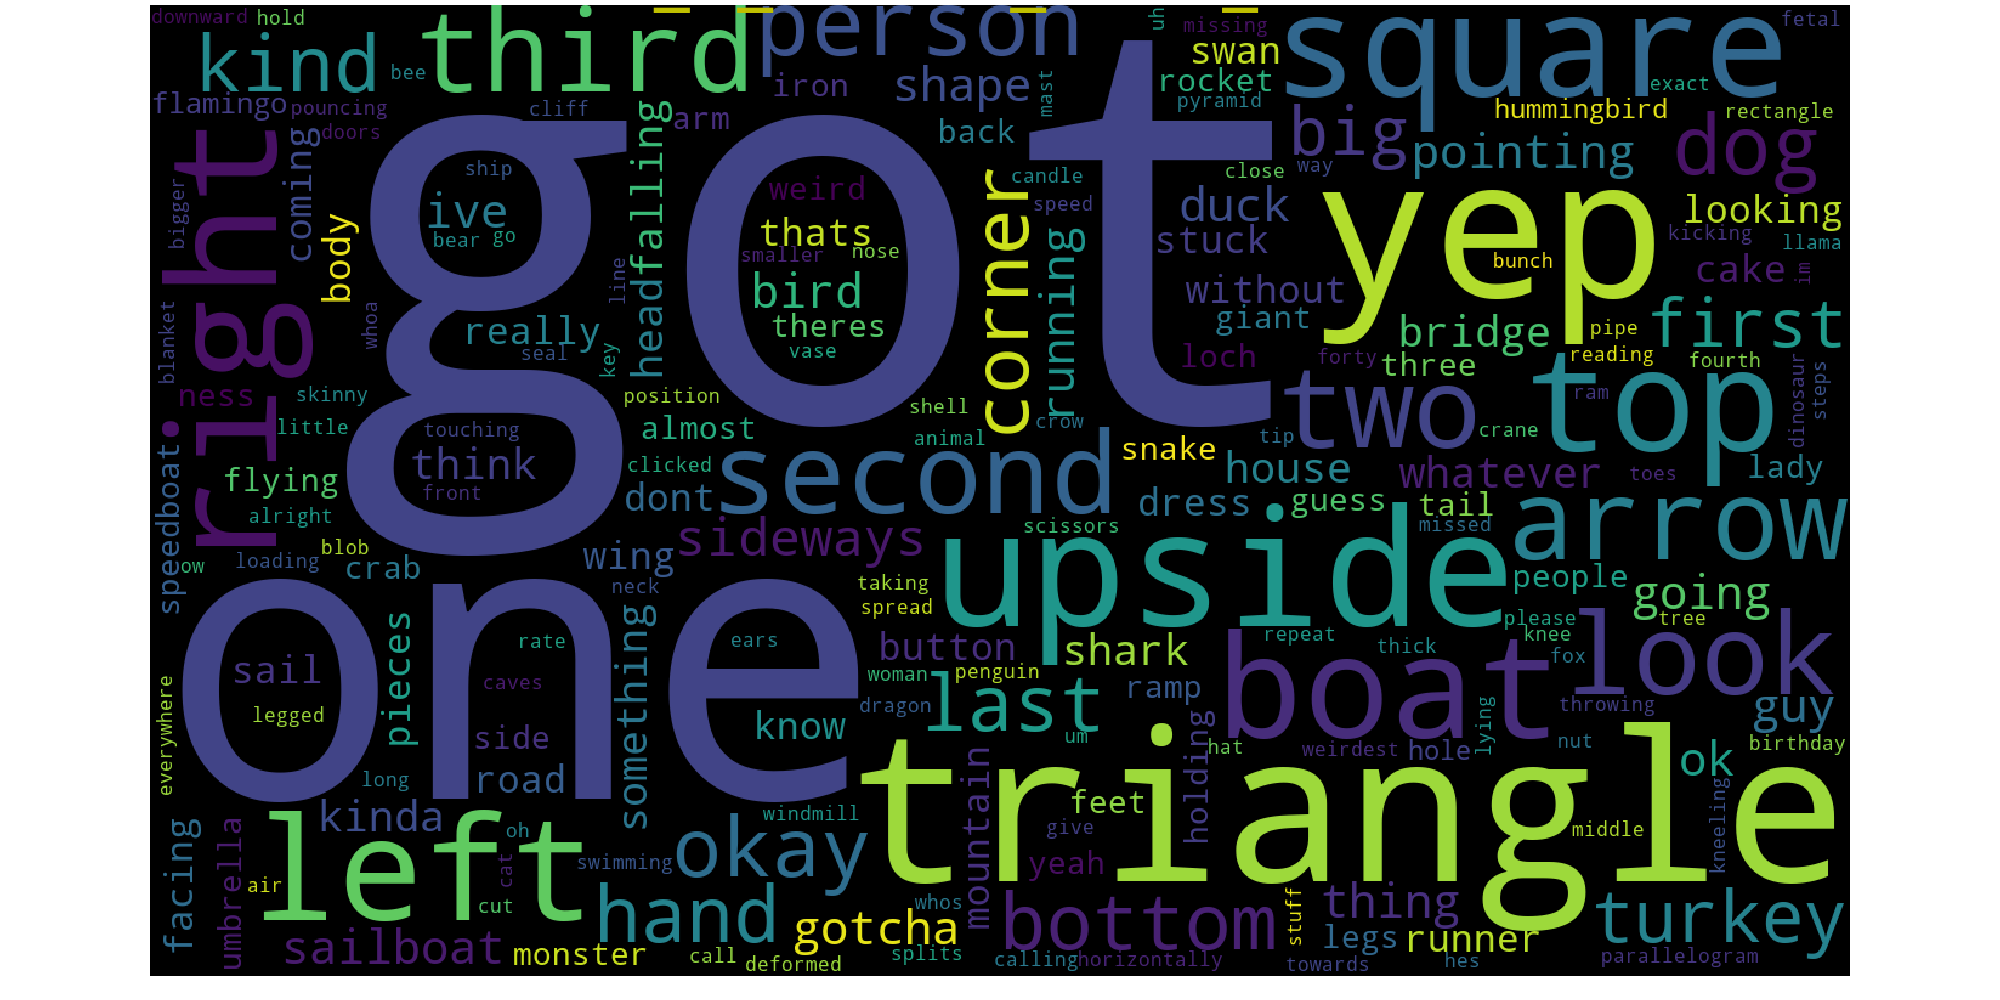 downward hold third person uh missing swan square fetal
kind bee iron shape mast rocket pyramid exact
flamingo pouncing cliff arm back hummingbird rectangle
doors headfalling big pointing dog
right coming ship got weird corner candle close way yep
bigger body ive thats speed duck looking
bear go smaller nose running stuck bunch kicking llama
blanket whoa line bird without cake im
really theres giant bridge pipe first
seal key vase loch forty three reading fourth
ness skinny position shell crow two ram top dinosaur steps
little touching almost animal snake tip crane
speedboat think clicked second house whatever toes lady
flying front dont dress guess tail arrow
alright sideways scissors missed
ow loading blob crab wing neck taking upside people going
spread please tree
one sail rate ears button shark repeat thick knee boat look
pieces caves woman penguin last ramp fox
everywhere legged side something know dragon um throwing guy
long road triangle hat weirdest hole lying nut ok birthday
kinda windmill mountain feet holding
facing umbrella left oh okay give middle kneeling
air cat swimming yeah
cut hand whos bottom stuff thing turkey
sailboat monster gotcha legs runner
call deformed splits calling horizontally towards hes parallelogram